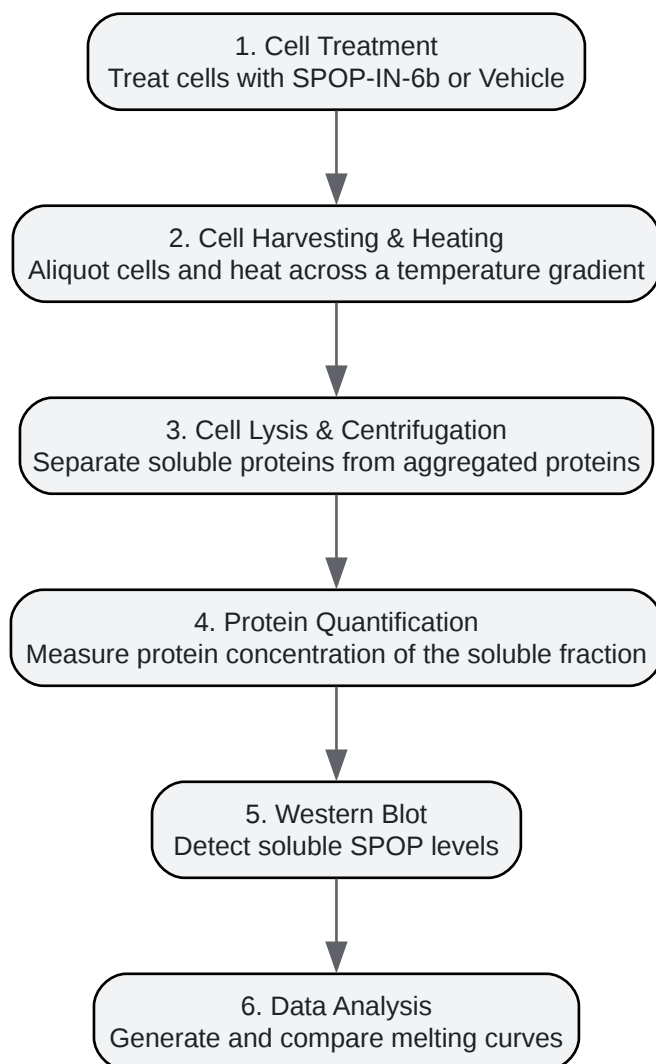 1. Cell Treatment
Treat cells with SPOP-IN-6b or Vehicle
2. Cell Harvesting & Heating
Aliquot cells and heat across a temperature gradient
3. Cell Lysis & Centrifugation
Separate soluble proteins from aggregated proteins
4. Protein Quantification
Measure protein concentration of the soluble fraction
5. Western Blot
Detect soluble SPOP levels
6. Data Analysis
Generate and compare melting curves